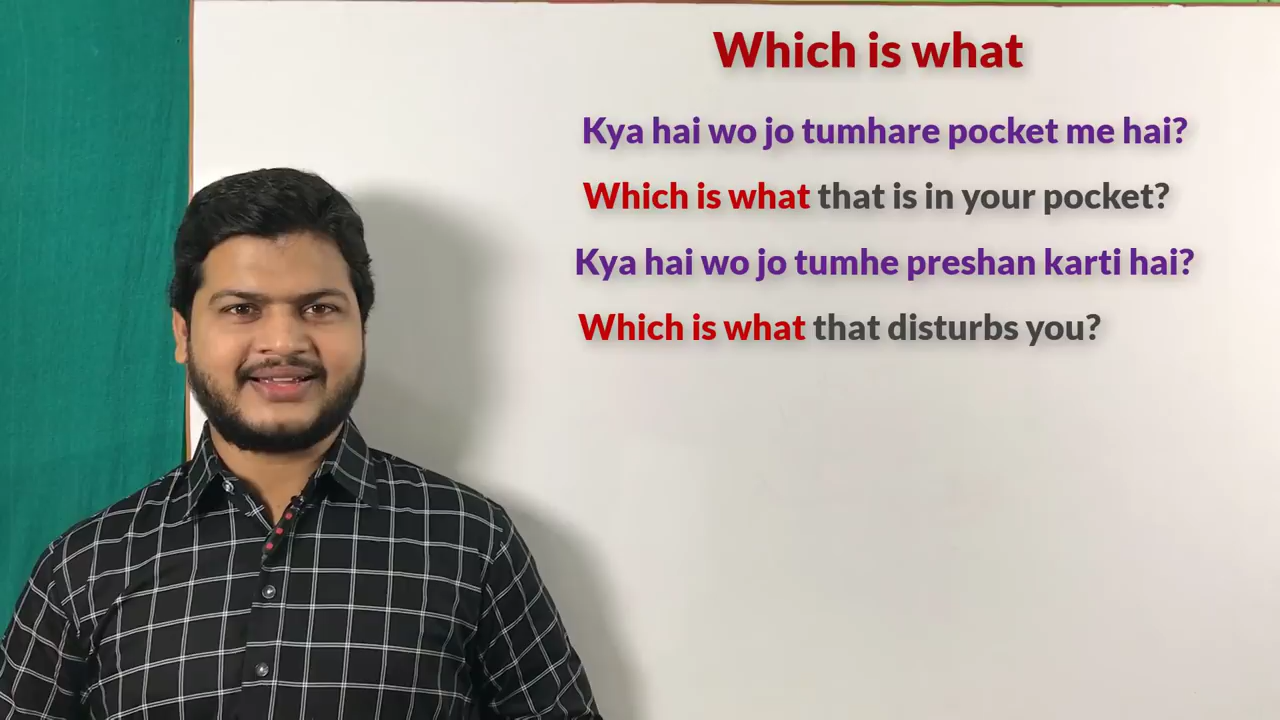 Which is what
Kya hai wo jo tumhare pocket me hai?
Which is what that is in your pocket?
Kya hai wo jo tumhe preshan karti hai?
Which is what that disturbs you?